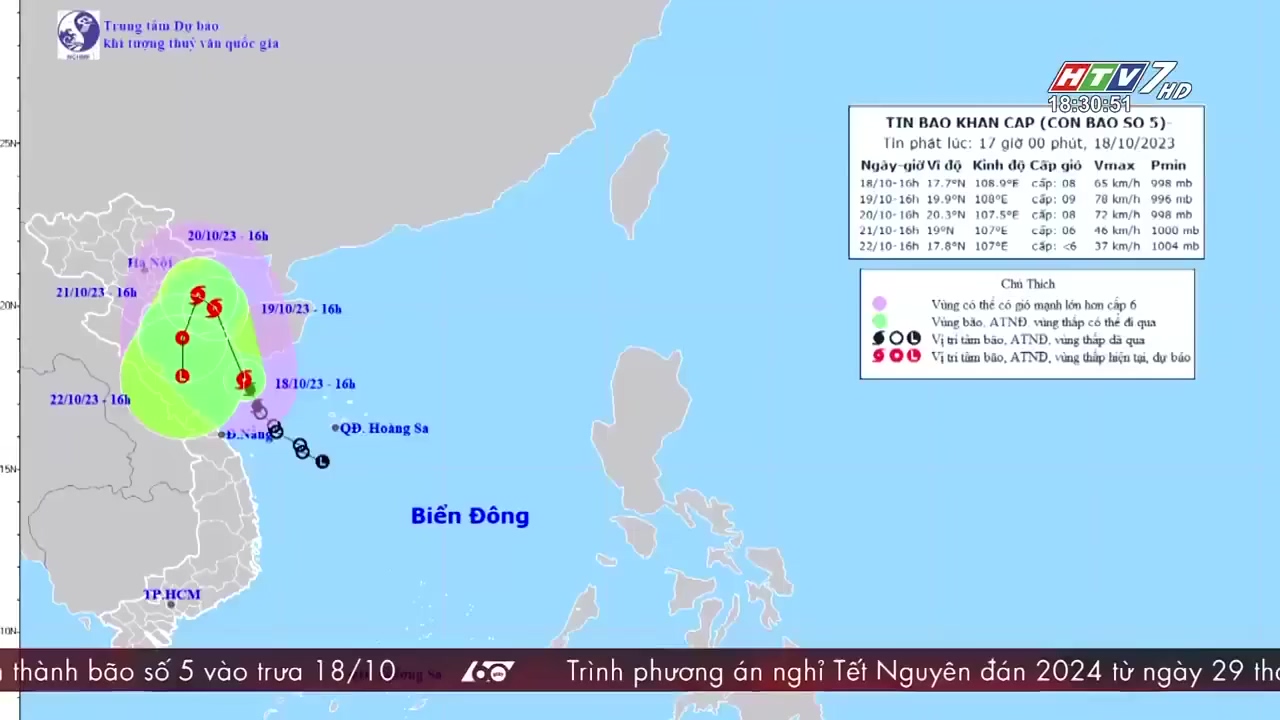 Trung tâm Dự báo
khí tượng thuỷ văn quốc gia
HTV7 HD
18:30:51
TIN BAO KHAN CAP (CON BAO SO 5)
Tin phát lúc: 17 giờ 00 phút, 18/10/2023
Ngày-giờ Vĩ độ Kinh độ Cấp gió Vmax Pmin
18/10-16h 17.7°N 108.9°E cấp: 08 65 km/h 998 mb
19/10-16h 19.9°N 108°E cấp: 09 78 km/h 996 mb
20/10-16h 20.3°N 107.5°E cấp: 08 72 km/h 998 mb
21/10-16h 19°N 107°E cấp: 06 46 km/h 1000 mb
22/10-16h 17.8°N 107°E cấp: <6 37 km/h 1004 mb
Chú Thích
Vùng có thể có gió mạnh lớn hơn cấp 6
Vùng bão, ATNĐ, vùng thấp có thể đi qua
Vị trí tâm bão, ATNĐ, vùng thấp đã qua
Vị trí tâm bão, ATNĐ, vùng thấp hiện tại, dự báo
25N
20N
15N
10N
20/10/23 - 16h
Hà Nội
21/10/23 - 16h
19/10/23 - 16h
18/10/23 - 16h
22/10/23 - 16h
Đ.Nẵng
QĐ. Hoàng Sa
L
L
Biển Đông
TP.HCM
thành bão số 5 vào trưa 18/10
60
Trình phương án nghỉ Tết Nguyên đán 2024 từ ngày 29